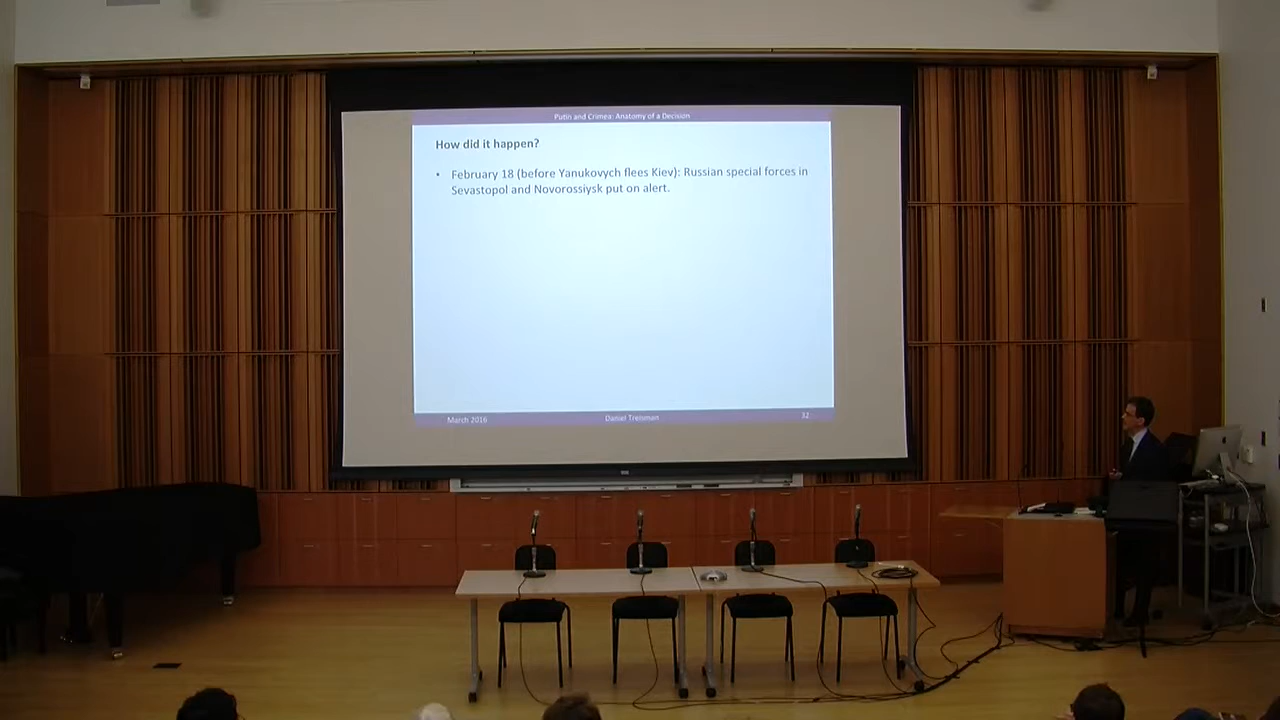 Putin and Crimea: Anatomy of a Decision
How did it happen?
• February 18 (before Yanukovych flees Kiev): Russian special forces in
Sevastopol and Novorossiysk put on alert.
March 2016
Daniel Treisman
32